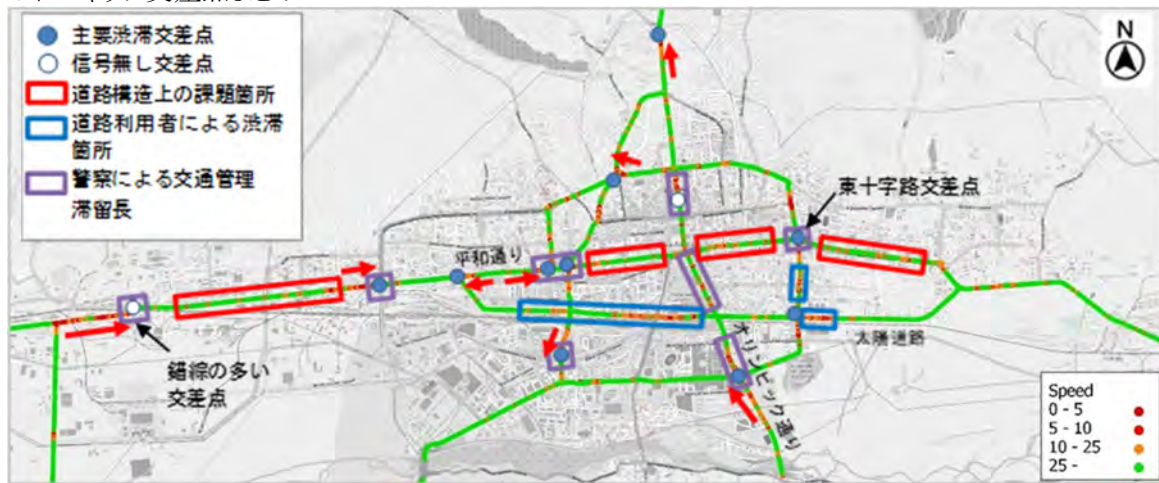 主要渋滞交差点
信号無し交差点
道路構造上の課題箇所
道路利用者による渋滞
箇所
警察による交通管理
滞留長
N
東十字路交差点
平和通り
太陽道路
オリンピック通り
錯綜の多い
交差点
Speed
0 - 5
5 - 10
10 - 25
25 -